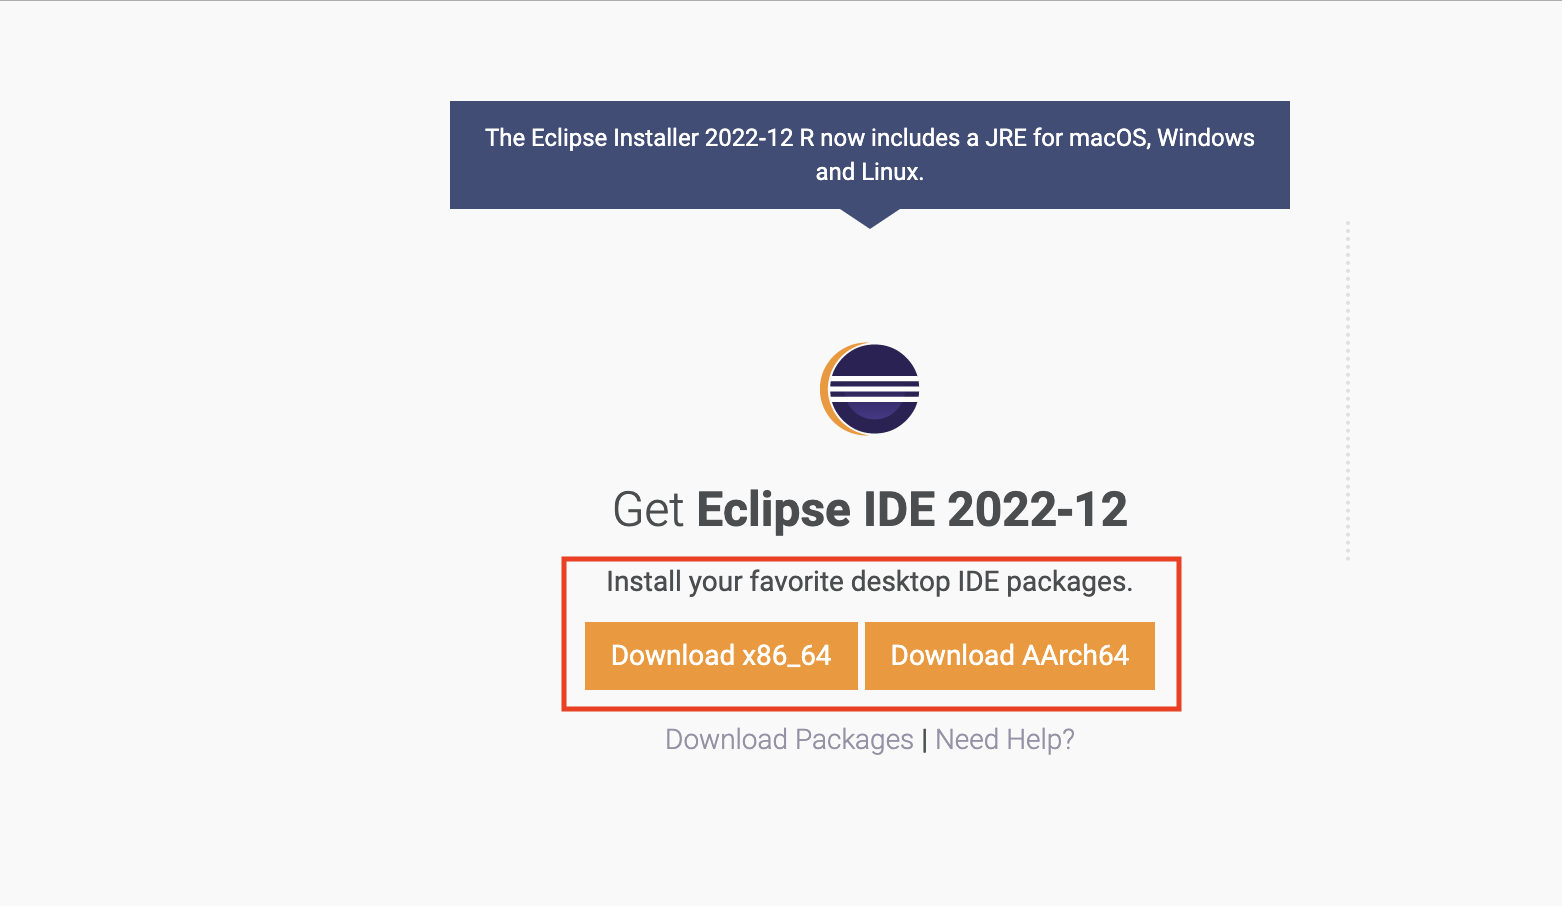 The Eclipse Installer 2022-12 R now includes a JRE for macOS, Windows
and Linux.
Get Eclipse IDE 2022-12
Install your favorite desktop IDE packages.
Download x86_64 Download AArch64
Download Packages | Need Help?